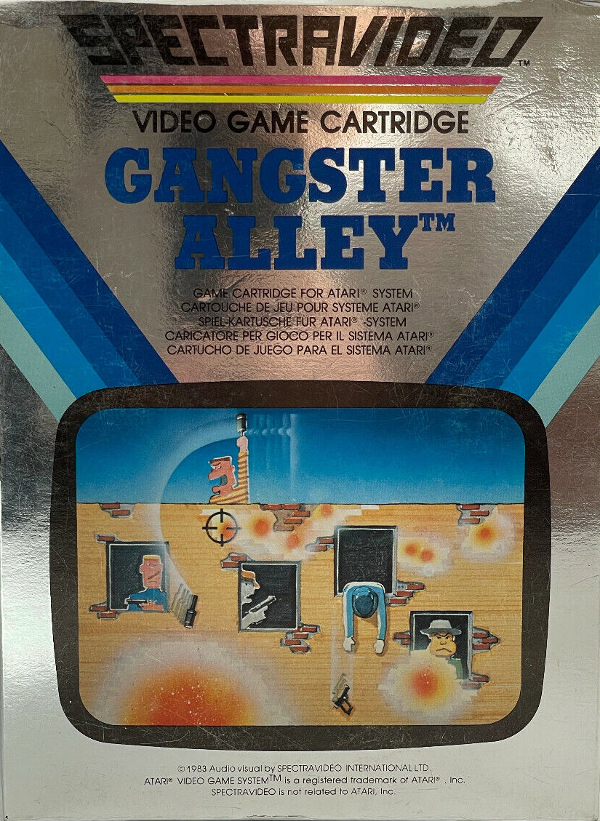 SPECTRAVIDEO™
VIDEO GAME CARTRIDGE
GANGSTER
ALLEY™
GAME CARTRIDGE FOR ATARI® SYSTEM
CARTOUCHE DE JEU POUR SYSTEME ATARI®
SPIEL-KARTUSCHE FÜR ATARI® -SYSTEM
CARICATORE PER GIOCO PER IL SISTEMA ATARI®
CARTUCHO DE JUEGO PARA EL SISTEMA ATARI®
© 1983 Audio visual by SPECTRAVIDEO INTERNATIONAL LTD.
ATARI® VIDEO GAME SYSTEM™ is a registered trademark of ATARI® , Inc.
SPECTRAVIDEO is not related to ATARI, Inc.